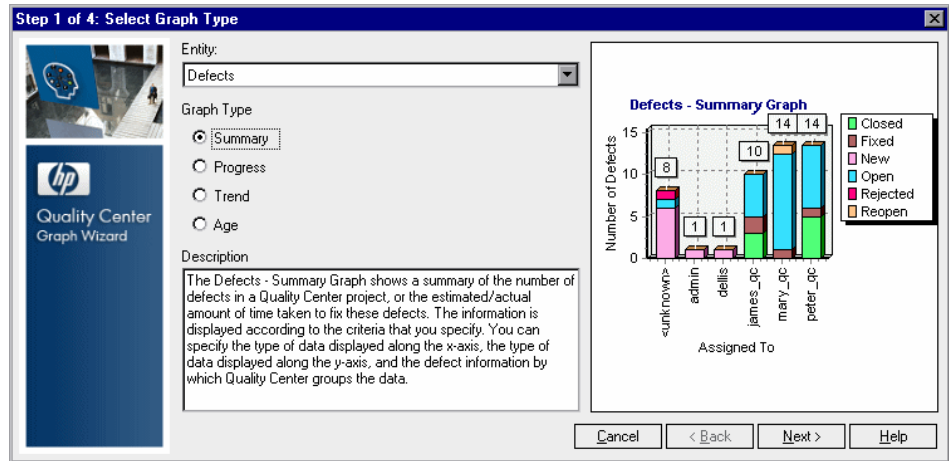 Step 1 of 4: Select Graph Type
hp
Quality Center
Graph Wizard
Entity:
Defects
Graph Type
Summary
Progress
Trend
Age
Description
The Defects - Summary Graph shows a summary of the number of
defects in a Quality Center project, or the estimated/actual
amount of time taken to fix these defects. The information is
displayed according to the criteria that you specify. You can
specify the type of data displayed along the x-axis, the type of
data displayed along the y-axis, and the defect information by
which Quality Center groups the data.
Defects - Summary Graph
Number of Defects
15
10
5
0
8
1
1
10
14
14
<unknown>
admin
dellis
james_qc
mary_qc
peter_qc
Assigned To
Closed
Fixed
New
Open
Rejected
Reopen
Cancel
< Back
Next >
Help